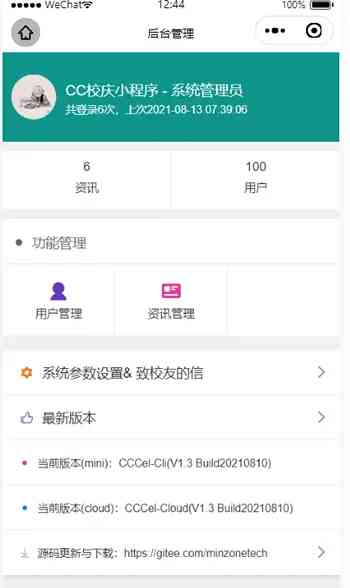 WeChat 12:44 100%
后台管理
CC校庆小程序 - 系统管理员
共登录6次，上次2021-08-13 07:39:06
6 100
资讯 用户
功能管理
用户管理 资讯管理
系统参数设置& 致校友的信
最新版本
当前版本(mini)：CCCel-Cli(V1.3 Build20210810)
当前版本(cloud)：CCCel-Cloud(V1.3 Build20210810)
源码更新与下载：https://gitee.com/minzonetech